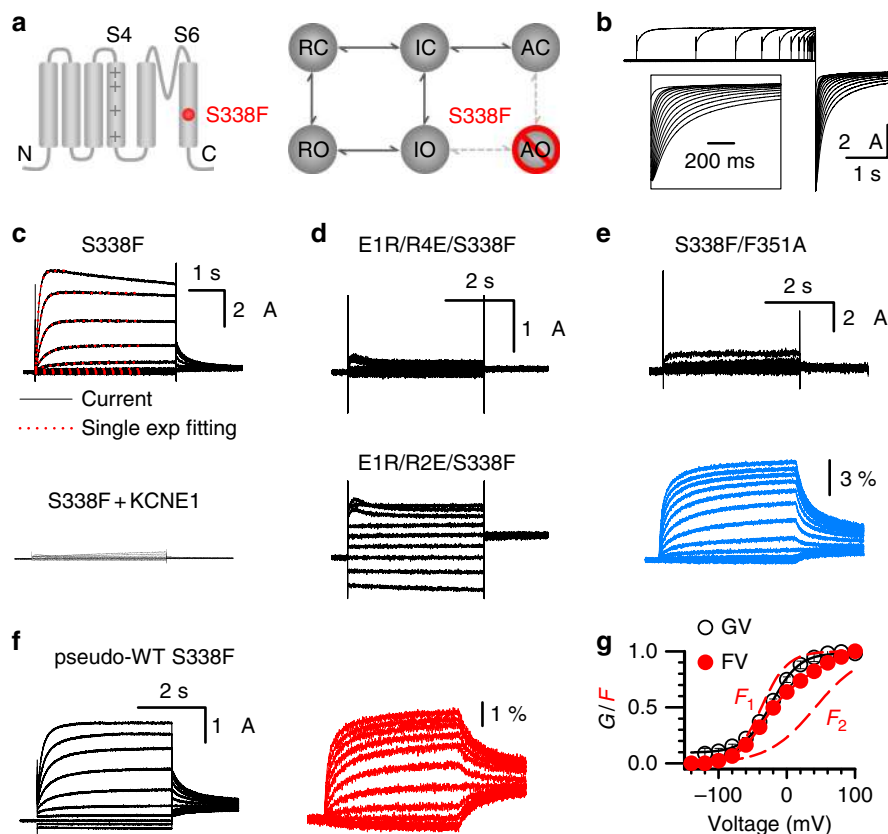 a
S4
S6
+
+
+
+
S338F
N
C
RC
IC
AC
S338F
RO
IO
AO
b
200 ms
2 A
1 s
c
S338F
1 s
2 A
Current
Single exp fitting
S338F + KCNE1
d
E1R/R4E/S338F
2 s
1 A
E1R/R2E/S338F
e
S338F/F351A
2 s
2 A
3 %
f
pseudo-WT S338F
2 s
1 A
1 %
g
GV
FV
1.0
0.5
0.0
G/F
F1
F2
−100
0
100
Voltage (mV)